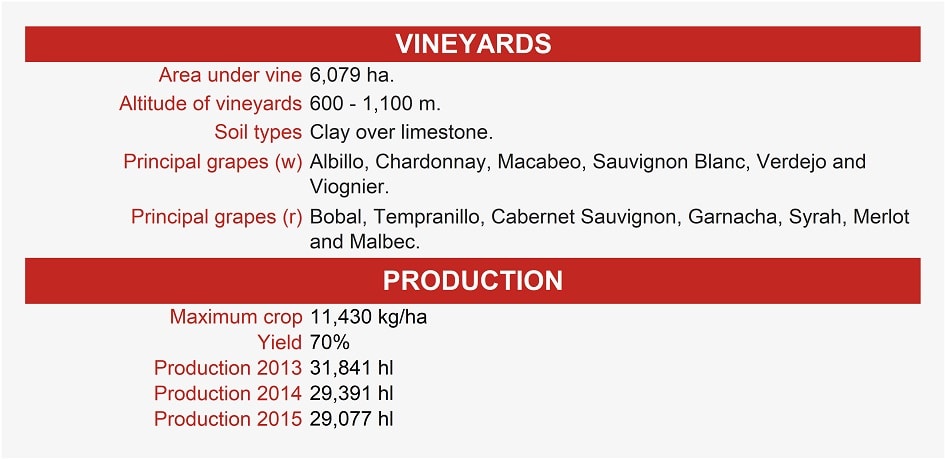 VINEYARDS
Area under vine 6,079 ha.
Altitude of vineyards 600 - 1,100 m.
Soil types Clay over limestone.
Principal grapes (w) Albillo, Chardonnay, Macabeo, Sauvignon Blanc, Verdejo and
Viognier.
Principal grapes (r) Bobal, Tempranillo, Cabernet Sauvignon, Garnacha, Syrah, Merlot
and Malbec.
PRODUCTION
Maximum crop 11,430 kg/ha
Yield 70%
Production 2013 31,841 hl
Production 2014 29,391 hl
Production 2015 29,077 hl